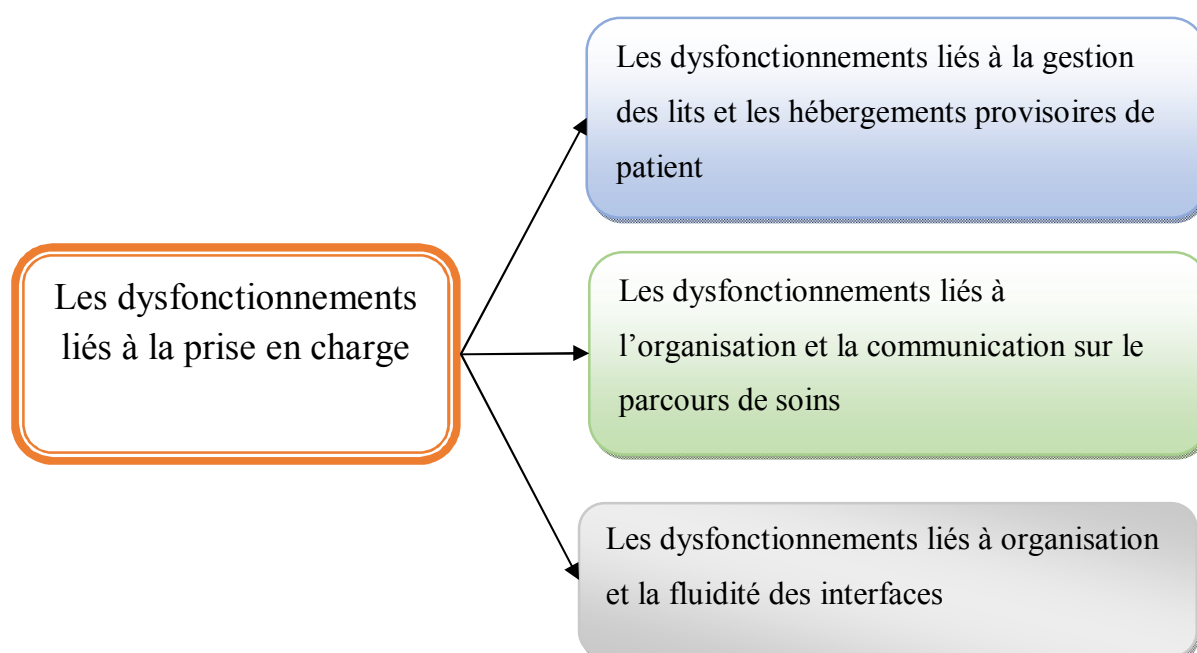 Les dysfonctionnements
liés à la prise en charge
Les dysfonctionnements liés à la gestion
des lits et les hébergements provisoires de
patient
Les dysfonctionnements liés à
l’organisation et la communication sur le
parcours de soins
Les dysfonctionnements liés à organisation
et la fluidité des interfaces